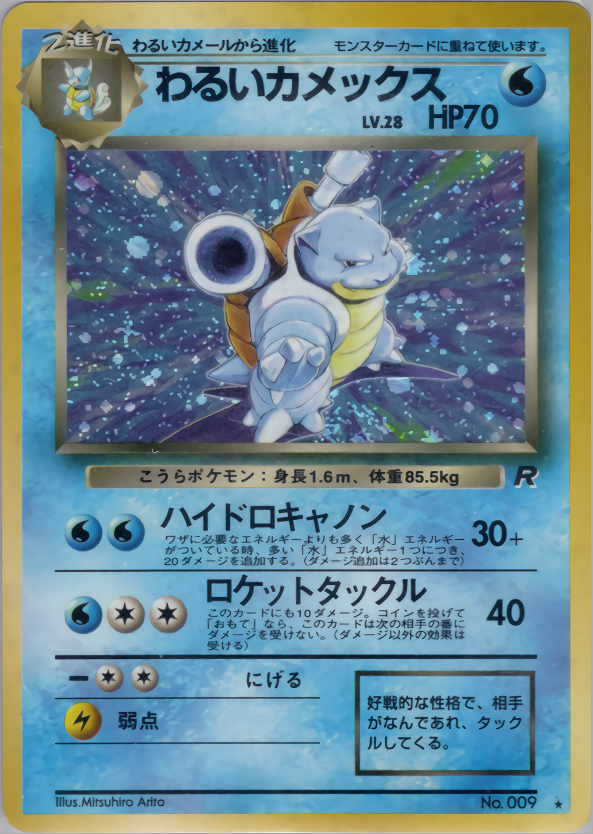 2進化 わるいカメールから進化 モンスターカードに重ねて使います。
わるいカメックス
LV.28 HP70
こうらポケモン：身長1.6m、体重85.5kg R
ハイドロキャノン
ワザに必要なエネルギーよりも多く「水」エネルギー
がついている時、多い「水」エネルギー1つにつき、
20ダメージを追加する。（ダメージ追加は2つぶんまで）
30+
ロケットタックル
このカードにも10ダメージ。コインを投げて
「おもて」なら、このカードは次の相手の番に
ダメージを受けない。（ダメージ以外の効果は
受ける）
40
にげる
弱点
好戦的な性格で、相手
がなんであれ、タック
ルしてくる。
Illus.Mitsuhiro Arita No.009 ★